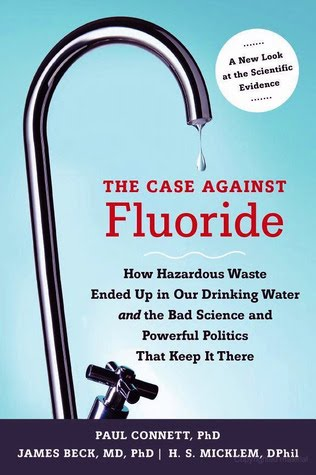 A New Look
at the Scientific
Evidence
THE CASE AGAINST
Fluoride
How Hazardous Waste
Ended Up in Our Drinking Water
and the Bad Science and
Powerful Politics
That Keep It There
PAUL CONNETT, PhD
JAMES BECK, MD, PhD | H. S. MICKLEM, DPhil